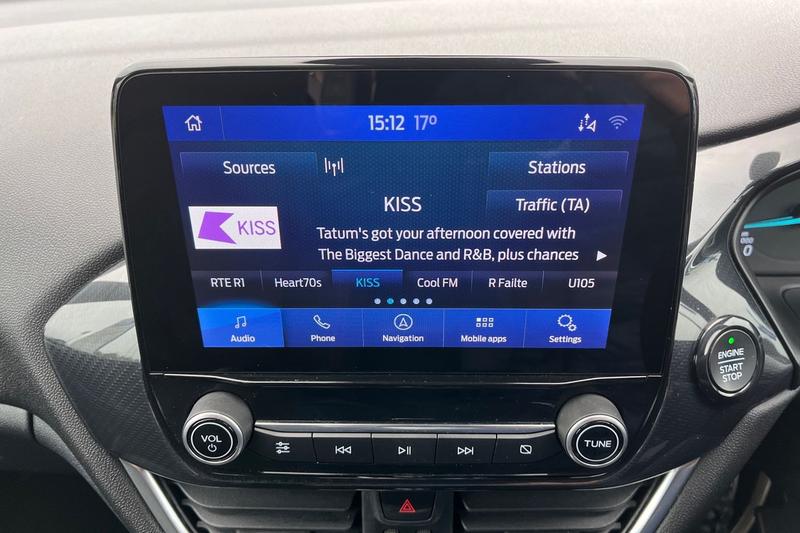 15:12 17°
Sources
Stations
KISS
Traffic (TA)
KISS
Tatum's got your afternoon covered with
The Biggest Dance and R&B, plus chances
RTE R1 Heart70s KISS Cool FM R Failte U105
Audio Phone Navigation Mobile apps Settings
ENGINE
START
STOP
VOL
TUNE
0